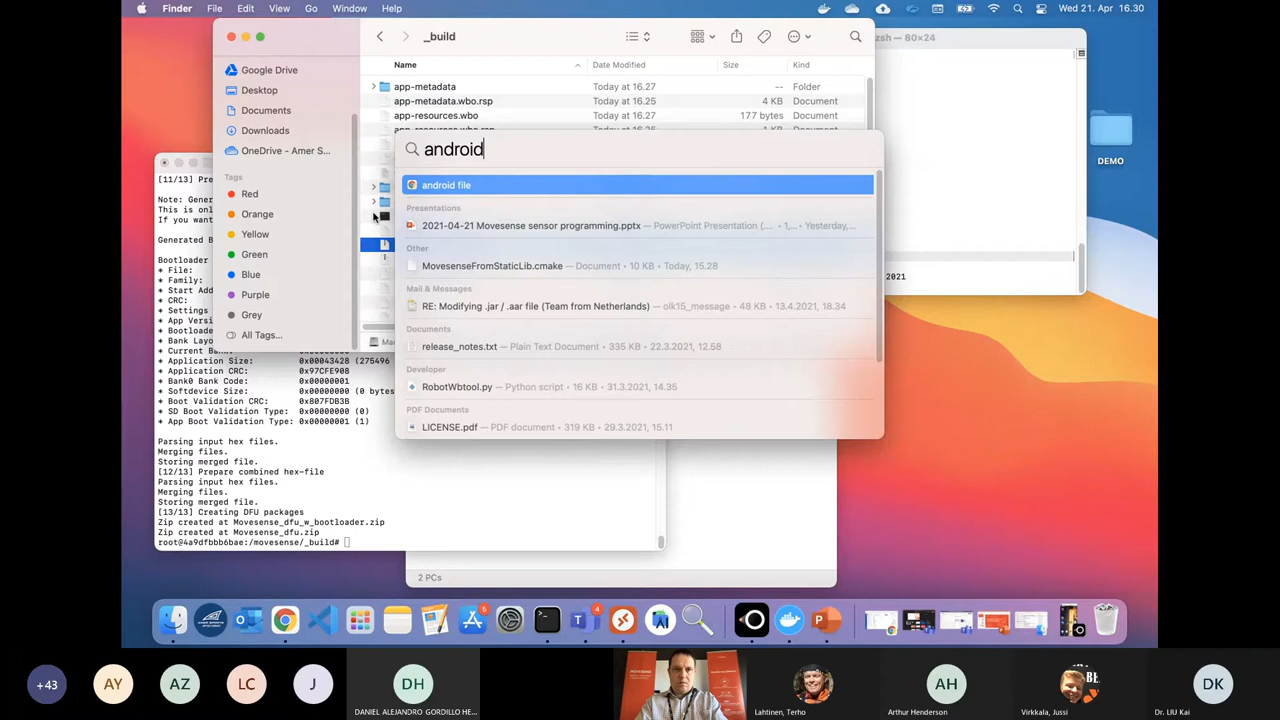 Finder File Edit View Go Window Help
Wed 21. Apr 16.30
_build
zsh — 80×24
Google Drive
Desktop
Documents
Downloads
OneDrive - Amer S...
Tags
Red
Orange
Yellow
Green
Blue
Purple
Grey
All Tags...
Name Date Modified Size Kind
app-metadata Today at 16.27 -- Folder
app-metadata.wbo.rsp Today at 16.25 4 KB Document
app-resources.wbo Today at 16.27 177 bytes Document
android
android file
Presentations
2021-04-21 Movesense sensor programming.pptx — PowerPoint Presentation (... • 1,... • Yesterday,...
Other
MovesenseFromStaticLib.cmake — Document • 10 KB • Today, 15.28
Mail & Messages
RE: Modifying .jar / .aar file (Team from Netherlands) — olk15_message • 48 KB • 13.4.2021, 18.34
Documents
release_notes.txt — Plain Text Document • 335 KB • 22.3.2021, 12.58
Developer
RobotWbtool.py — Python script • 16 KB • 31.3.2021, 14.35
PDF Documents
LICENSE.pdf — PDF document • 319 KB • 29.3.2021, 15.11
2021
DEMO
[11/13] Pre
Note: Gener
This is onl
If you want
Generated B
Bootloader
* File:
* Family:
* Start Add
* CRC:
* Settings
* App Versi
* Bootloade
* Bank Layo
* Current B
* Application Size: 0x00043428 (275496
* Application CRC: 0x97CFE908
* Bank0 Bank Code: 0x00000001
* Softdevice Size: 0x00000000 (0 bytes
* Boot Validation CRC: 0x807FDB3B
* SD Boot Validation Type: 0x00000000 (0)
* App Boot Validation Type: 0x00000001 (1)
Parsing input hex files.
Merging files.
Storing merged file.
[12/13] Prepare combined hex-file
Parsing input hex files.
Merging files.
Storing merged file.
[13/13] Creating DFU packages
Zip created at Movesense_dfu_w_bootloader.zip
Zip created at Movesense_dfu.zip
root@4a9dfbbb6bae:/movesense/_build#
2 PCs
6
4
+43
AY
AZ
LC
J
DH
DANIEL ALEJANDRO GORDILLO HE...
Lahtinen, Terho
AH
Arthur Henderson
Virkkala, Jussi
DK
Dr. LIU Kai